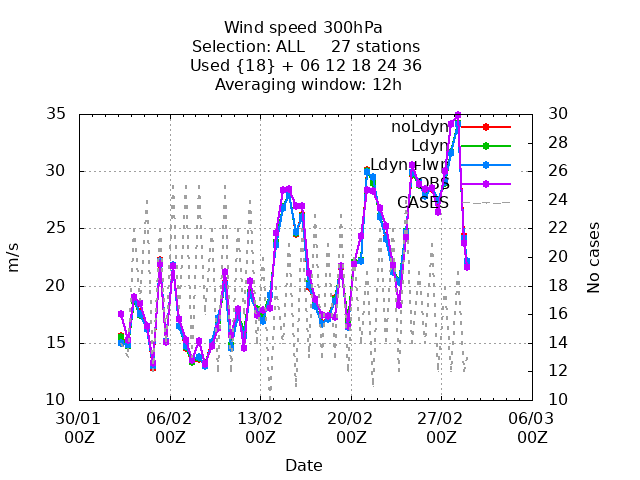 Wind speed 300hPa
Selection: ALL 27 stations
Used {18} + 06 12 18 24 36
Averaging window: 12h
35
30
25
20
15
10
30
28
26
24
22
20
18
16
14
12
10
noLdyn
Ldyn
Ldyn+lwr
OBS
CASES
m/s
No cases
30/01 06/02 13/02 20/02 27/02 06/03
00Z 00Z 00Z 00Z 00Z 00Z
Date